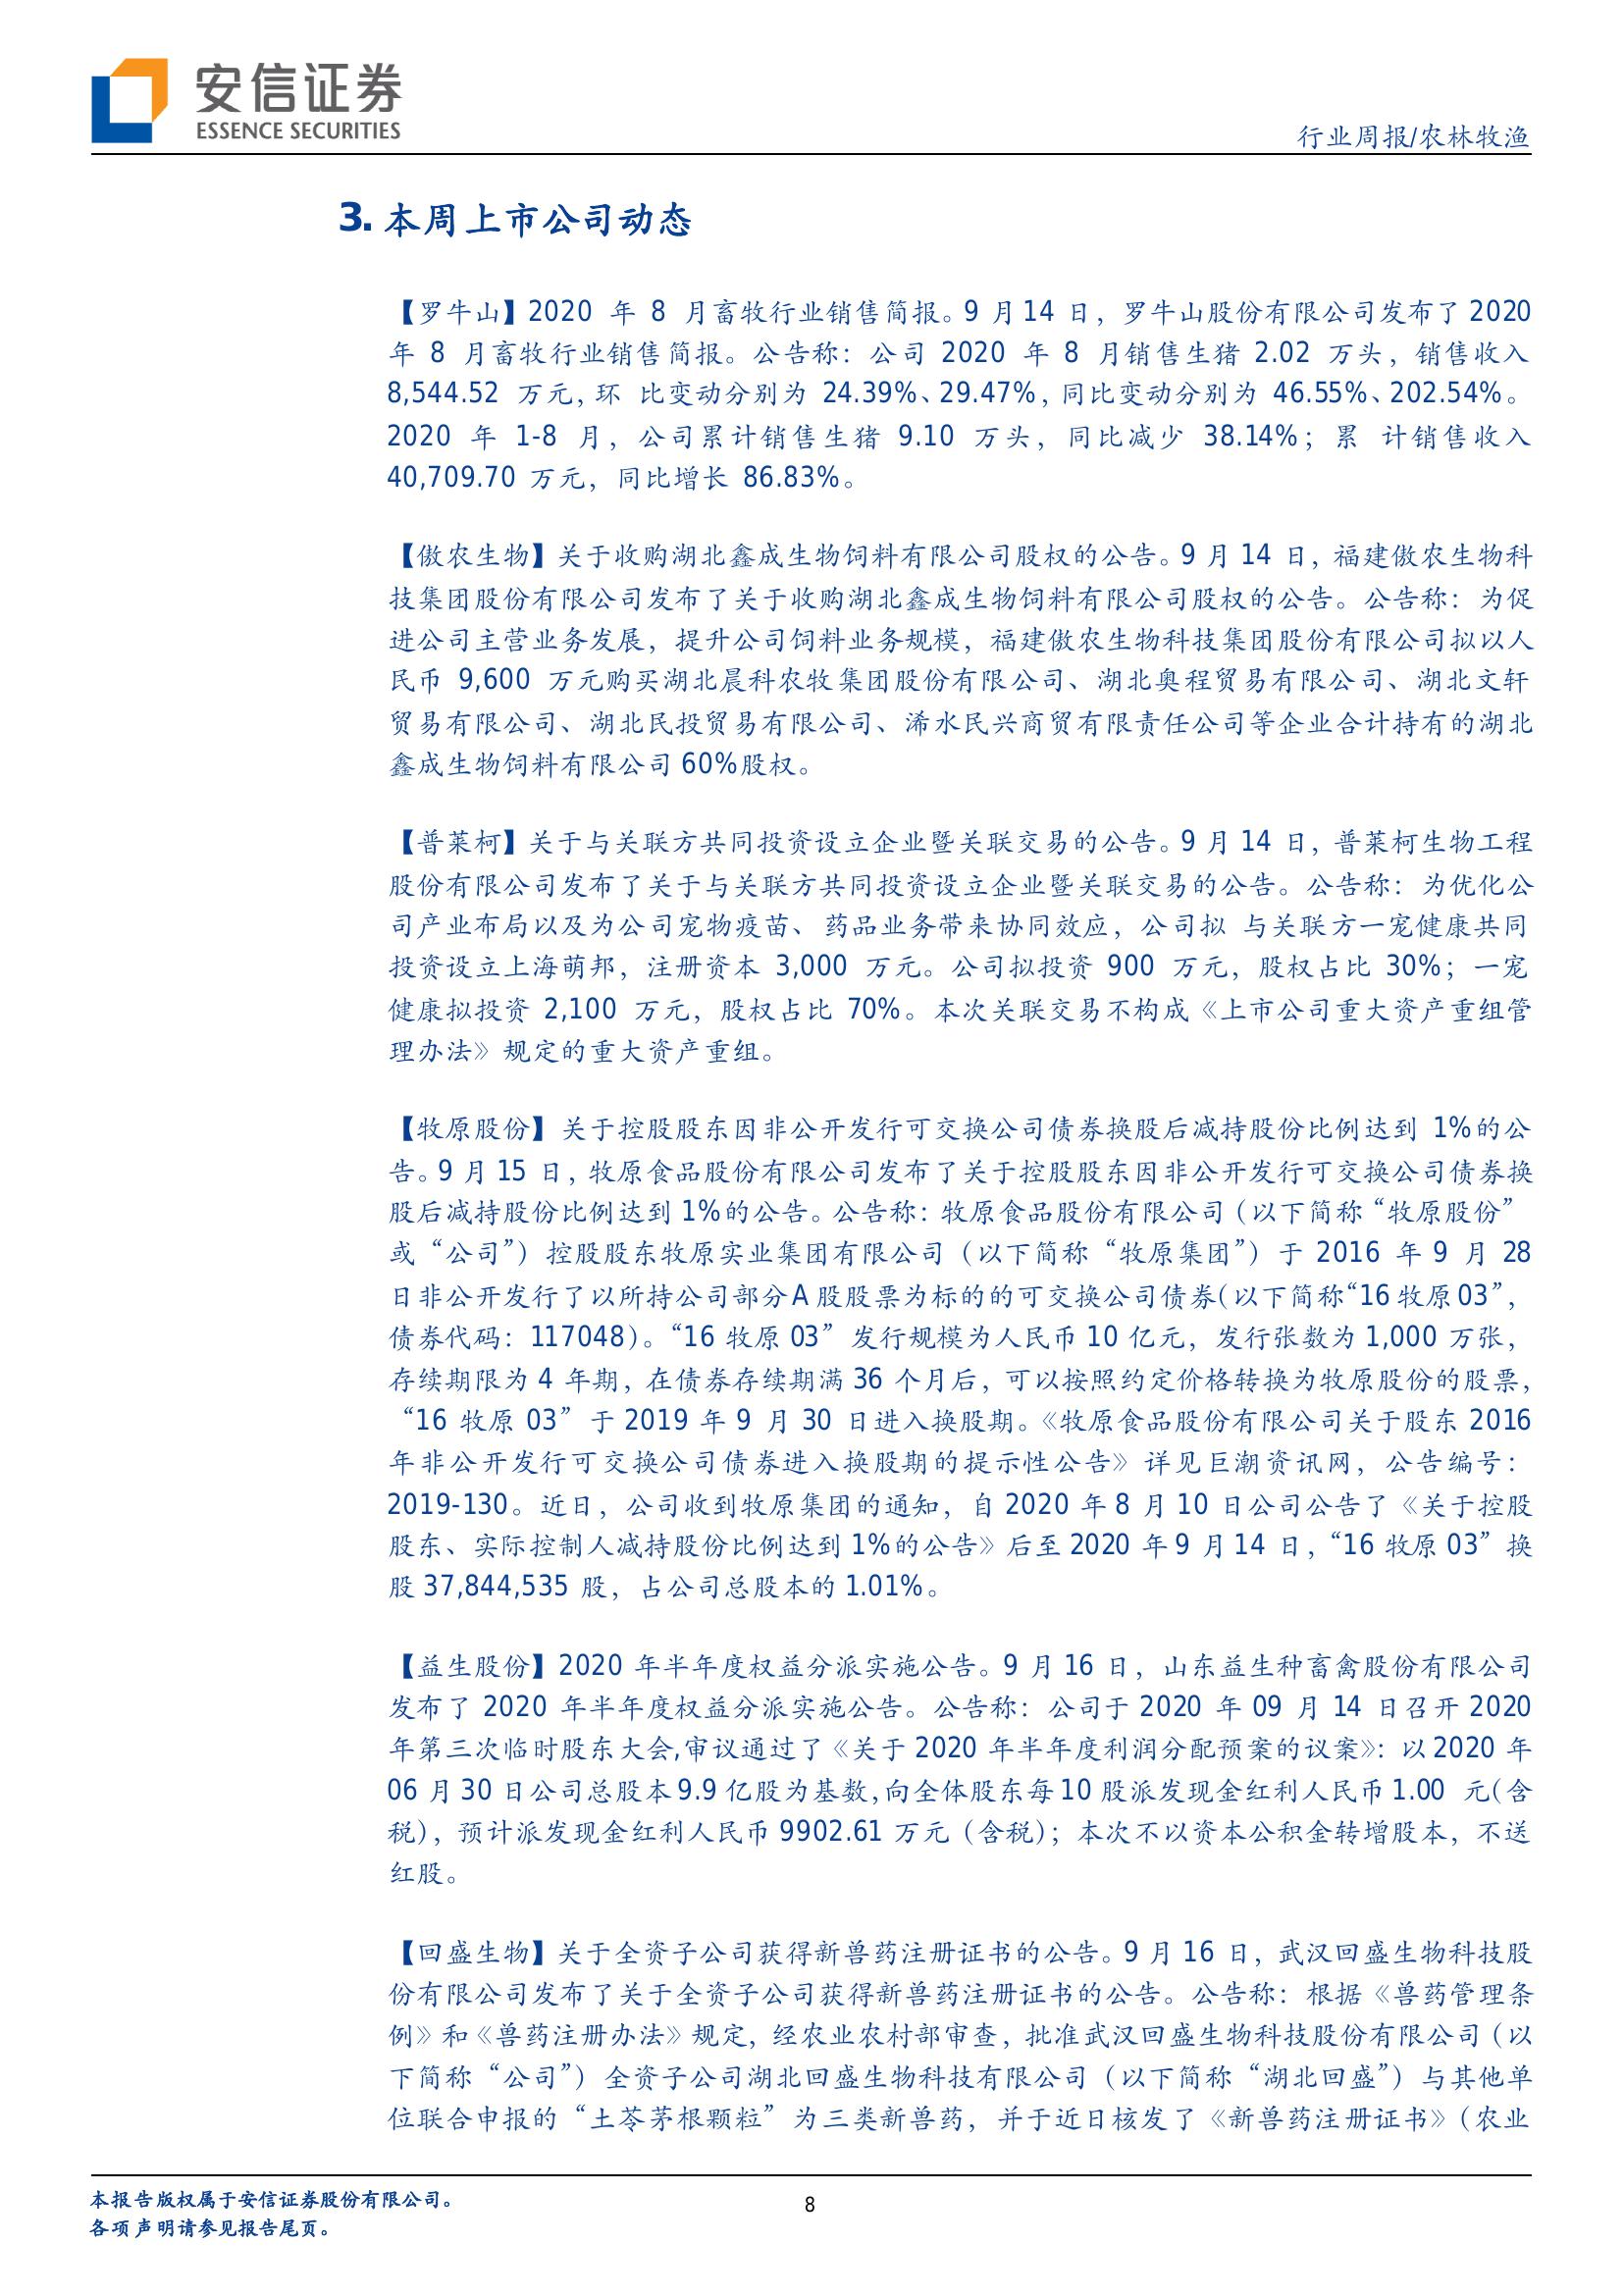 安信证券
ESSENCE SECURITIES
行业周报/农林牧渔
3. 本周上市公司动态
【罗牛山】2020 年 8 月畜牧行业销售简报。9 月 14 日，罗牛山股份有限公司发布了 2020
年 8 月畜牧行业销售简报。公告称：公司 2020 年 8 月销售生猪 2.02 万头，销售收入
8,544.52 万元，环 比变动分别为 24.39%、29.47%，同比变动分别为 46.55%、202.54%。
2020 年 1-8 月，公司累计销售生猪 9.10 万头，同比减少 38.14%；累 计销售收入
40,709.70 万元，同比增长 86.83%。
【傲农生物】关于收购湖北鑫成生物饲料有限公司股权的公告。9 月 14 日，福建傲农生物科
技集团股份有限公司发布了关于收购湖北鑫成生物饲料有限公司股权的公告。公告称：为促
进公司主营业务发展，提升公司饲料业务规模，福建傲农生物科技集团股份有限公司拟以人
民币 9,600 万元购买湖北晨科农牧集团股份有限公司、湖北奥程贸易有限公司、湖北文轩
贸易有限公司、湖北民投贸易有限公司、浠水民兴商贸有限责任公司等企业合计持有的湖北
鑫成生物饲料有限公司 60%股权。
【普莱柯】关于与关联方共同投资设立企业暨关联交易的公告。9 月 14 日，普莱柯生物工程
股份有限公司发布了关于与关联方共同投资设立企业暨关联交易的公告。公告称：为优化公
司产业布局以及为公司宠物疫苗、 药品业务带来协同效应，公司拟 与关联方一宠健康共同
投资设立上海萌邦，注册资本 3,000 万元。公司拟投资 900 万元，股权占比 30%；一宠
健康拟投资 2,100 万元，股权占比 70%。本次关联交易不构成《上市公司重大资产重组管
理办法》规定的重大资产重组。
【牧原股份】关于控股股东因非公开发行可交换公司债券换股后减持股份比例达到 1%的公
告。9 月 15 日，牧原食品股份有限公司发布了关于控股股东因非公开发行可交换公司债券换
股后减持股份比例达到 1%的公告。公告称：牧原食品股份有限公司（以下简称“牧原股份”
或“公司”）控股股东牧原实业集团有限公司（以下简称“牧原集团”）于 2016 年 9 月 28
日非公开发行了以所持公司部分A 股股票为标的的可交换公司债券(以下简称“16 牧原 03”，
债券代码：117048)。“16 牧原 03”发行规模为人民币 10 亿元，发行张数为 1,000 万张，
存续期限为 4 年期，在债券存续期满 36 个月后，可以按照约定价格转换为牧原股份的股票，
“16 牧原 03”于 2019 年 9 月 30 日进入换股期。《牧原食品股份有限公司关于股东 2016
年非公开发行可交换公司债券进入换股期的提示性公告》详见巨潮资讯网，公告编号：
2019-130。近日，公司收到牧原集团的通知，自 2020 年 8 月 10 日公司公告了《关于控股
股东、实际控制人减持股份比例达到 1%的公告》后至 2020 年 9 月 14 日，“16 牧原 03”换
股 37,844,535 股，占公司总股本的 1.01%。
【益生股份】2020 年半年度权益分派实施公告。9 月 16 日，山东益生种畜禽股份有限公司
发布了 2020 年半年度权益分派实施公告。公告称：公司于 2020 年 09 月 14 日召开 2020
年第三次临时股东大会,审议通过了《关于 2020 年半年度利润分配预案的议案》：以 2020 年
06 月 30 日公司总股本 9.9 亿股为基数,向全体股东每 10 股派发现金红利人民币 1.00 元(含
税)，预计派发现金红利人民币 9902.61 万元（含税)；本次不以资本公积金转增股本，不送
红股。
【回盛生物】关于全资子公司获得新兽药注册证书的公告。9 月 16 日，武汉回盛生物科技股
份有限公司发布了关于全资子公司获得新兽药注册证书的公告。公告称：根据《兽药管理条
例》和《兽药注册办法》规定，经农业农村部审查，批准武汉回盛生物科技股份有限公司（以
下简称“公司”）全资子公司湖北回盛生物科技有限公司（以下简称“湖北回盛”）与其他单
位联合申报的“土苓茅根颗粒”为三类新兽药，并于近日核发了《新兽药注册证书》（农业
本报告版权属于安信证券股份有限公司。
各项声明请参见报告尾页。
8